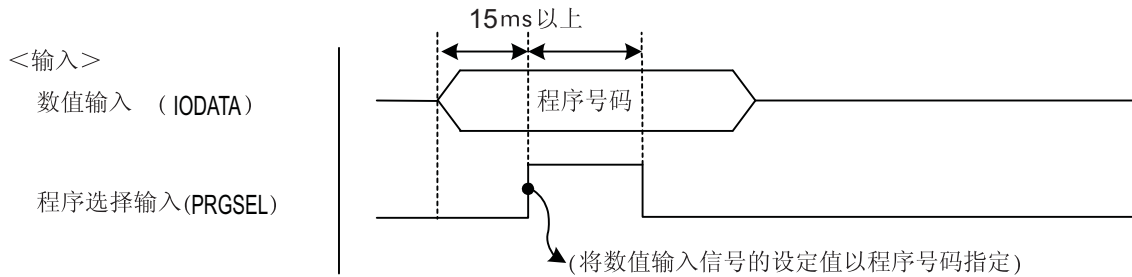 15ms以上
<输入>
数值输入 (IODATA)
程序号码
程序选择输入(PRGSEL)
(将数值输入信号的设定值以程序号码指定)